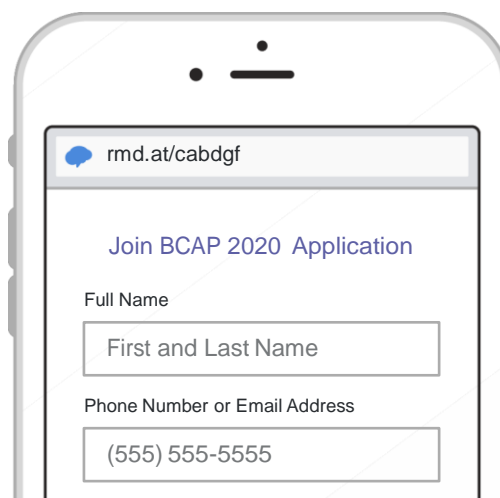 rmd.at/cabdgf
Join BCAP 2020 Application
Full Name
First and Last Name
Phone Number or Email Address
(555) 555-5555